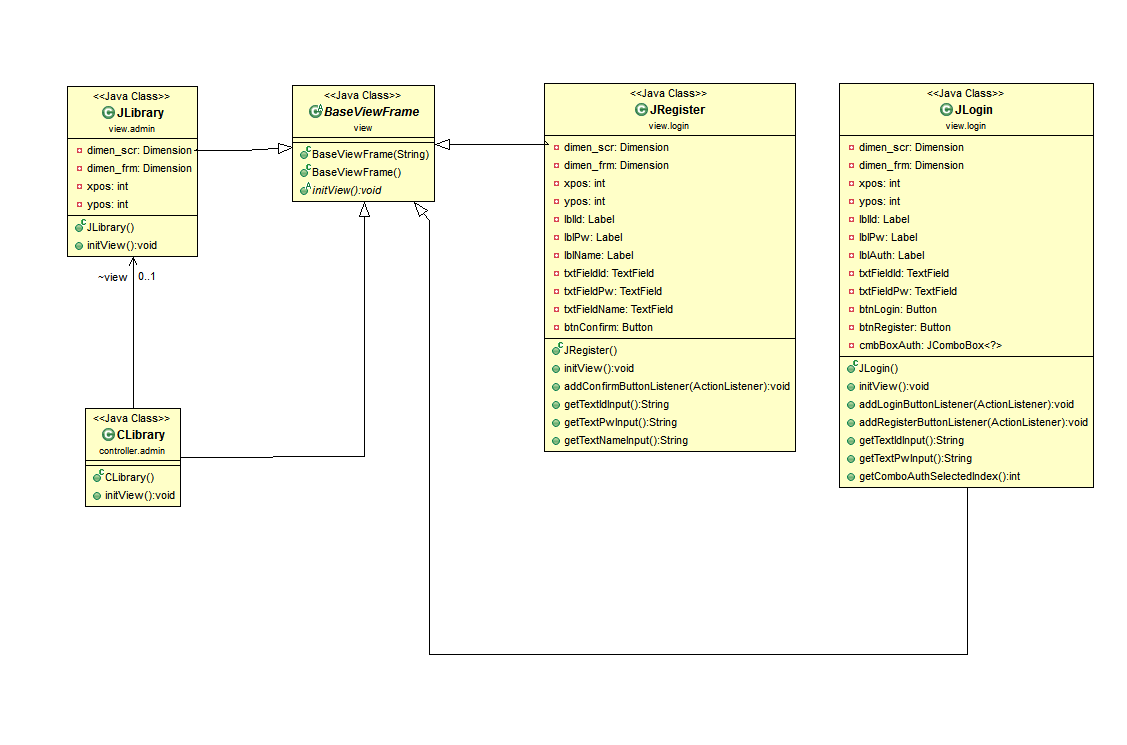 <<Java Class>>
JLibrary
view.admin
dimen_scr: Dimension
dimen_frm: Dimension
xpos: int
ypos: int
JLibrary()
initView():void
<<Java Class>>
BaseViewFrame
view
BaseViewFrame(String)
BaseViewFrame()
initView():void
<<Java Class>>
JRegister
view.login
dimen_scr: Dimension
dimen_frm: Dimension
xpos: int
ypos: int
lblId: Label
lblPw: Label
lblName: Label
txtFieldId: TextField
txtFieldPw: TextField
txtFieldName: TextField
btnConfirm: Button
JRegister()
initView():void
addConfirmButtonListener(ActionListener):void
getTextIdInput():String
getTextPwInput():String
getTextNameInput():String
<<Java Class>>
JLogin
view.login
dimen_scr: Dimension
dimen_frm: Dimension
xpos: int
ypos: int
lblId: Label
lblPw: Label
lblAuth: Label
txtFieldId: TextField
txtFieldPw: TextField
btnLogin: Button
btnRegister: Button
cmbBoxAuth: JComboBox<?>
JLogin()
initView():void
addLoginButtonListener(ActionListener):void
addRegisterButtonListener(ActionListener):void
getTextIdInput():String
getTextPwInput():String
getComboAuthSelectedIndex():int
~view 0..1
<<Java Class>>
CLibrary
controller.admin
CLibrary()
initView():void